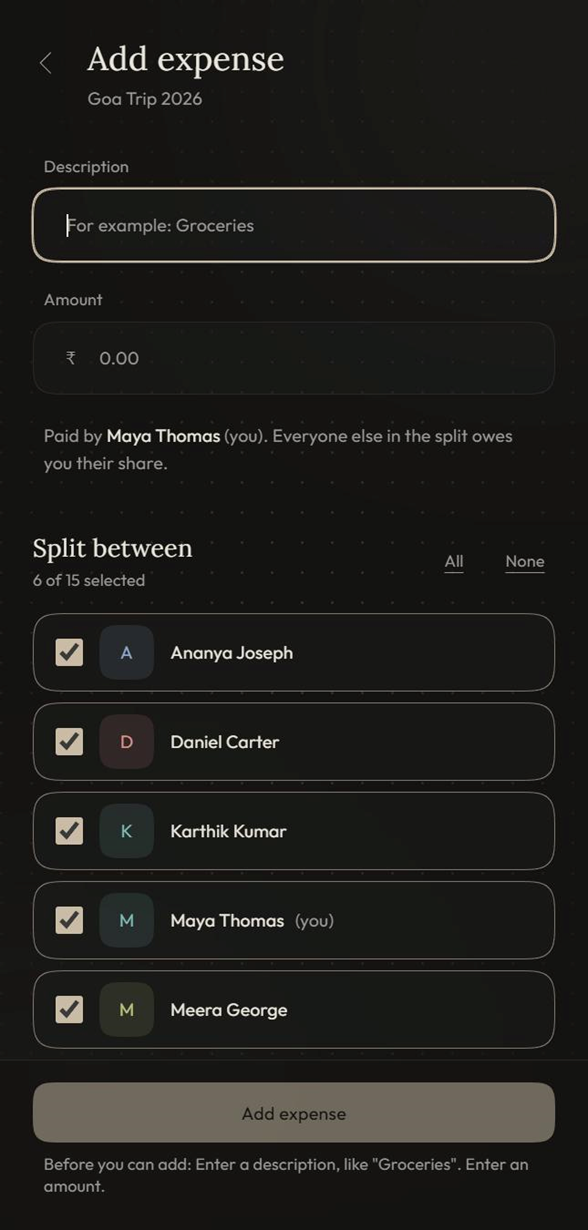 Add expense
Goa Trip 2026
Description
For example: Groceries
Amount
₹ 0.00
Paid by Maya Thomas (you). Everyone else in the split owes
you their share.
Split between
6 of 15 selected
All None
A Ananya Joseph
D Daniel Carter
K Karthik Kumar
M Maya Thomas (you)
M Meera George
Add expense
Before you can add: Enter a description, like "Groceries". Enter an
amount.